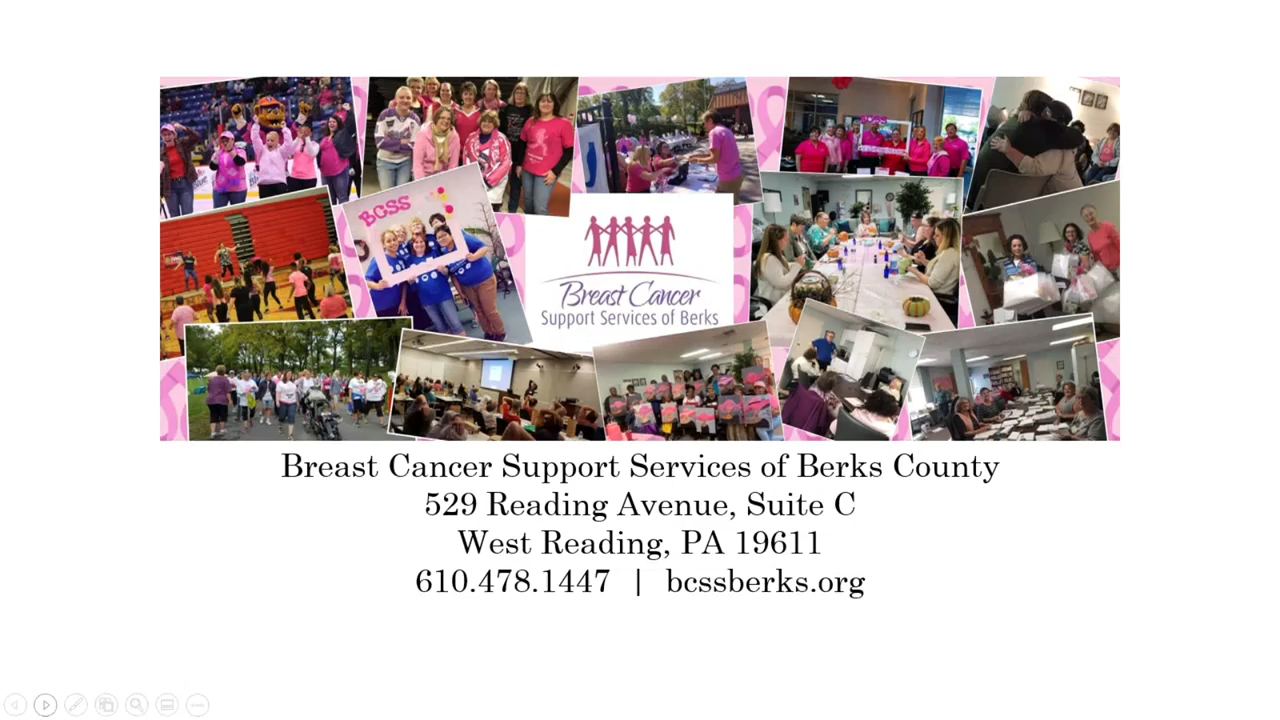 BCSS
Breast Cancer
Support Services of Berks
Breast Cancer Support Services of Berks County
529 Reading Avenue, Suite C
West Reading, PA 19611
610.478.1447 | bcssberks.org